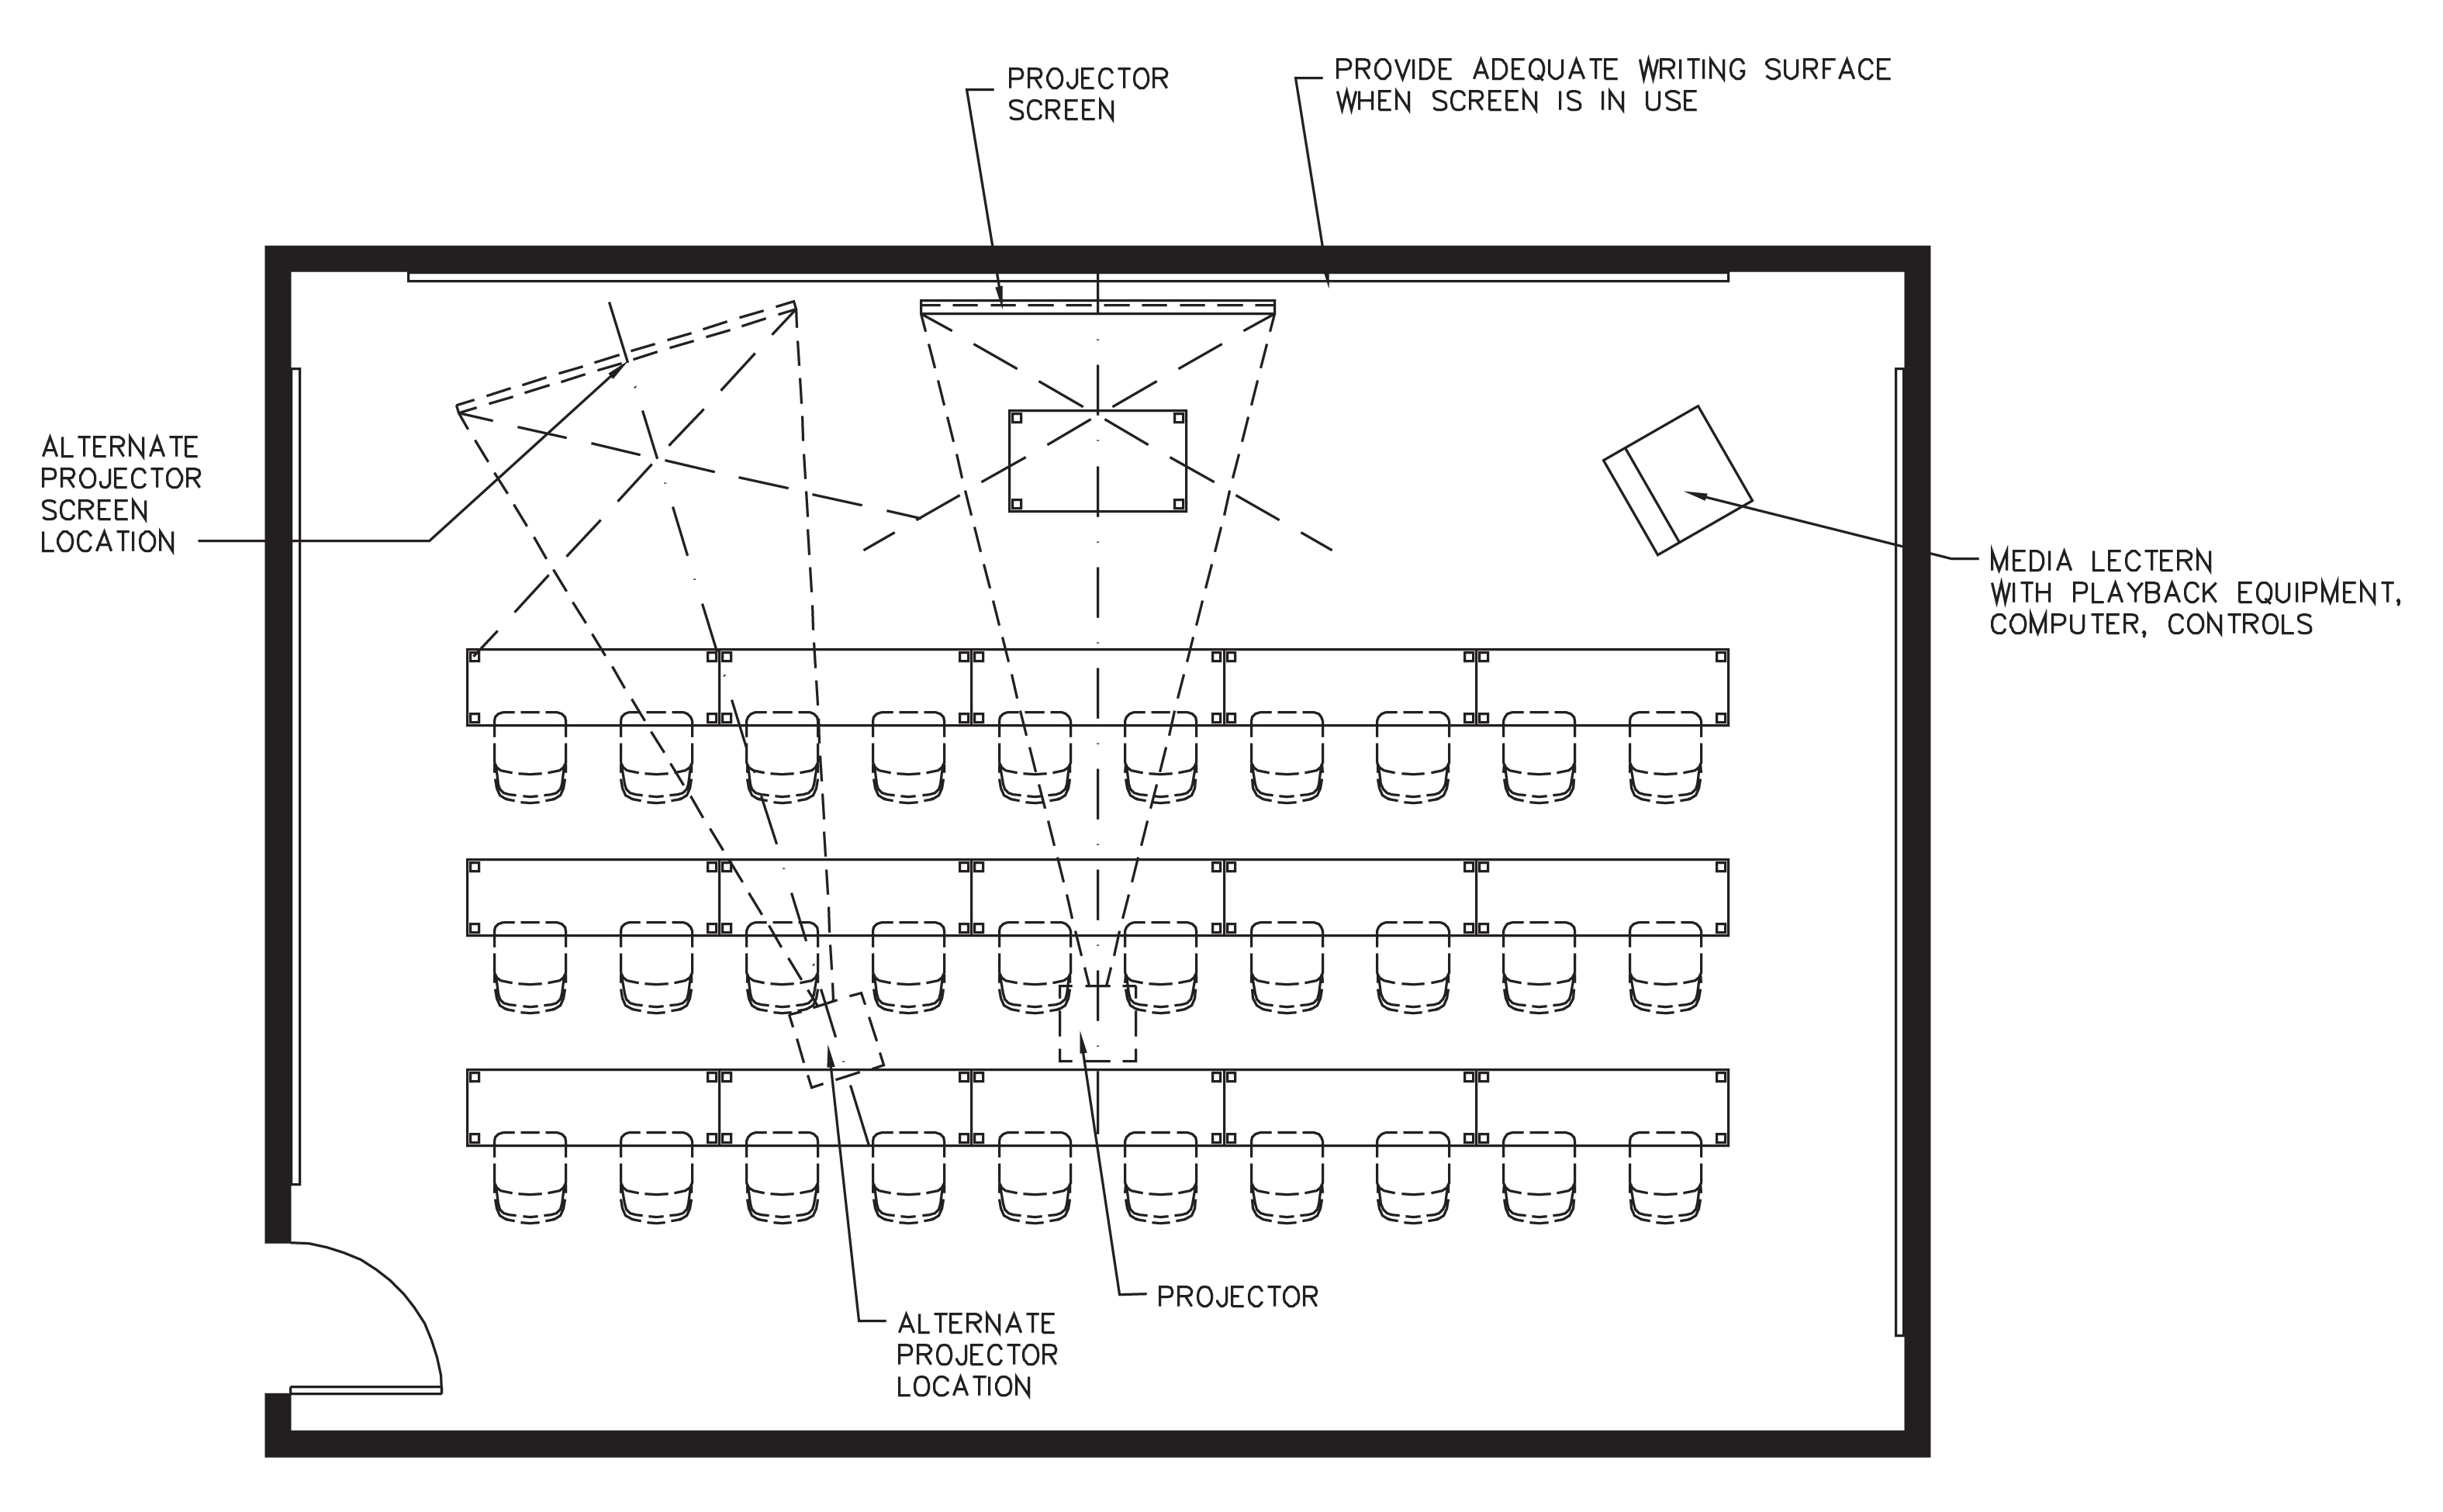 PROJECTOR
SCREEN
PROVIDE ADEQUATE WRITING SURFACE
WHEN SCREEN IS IN USE
ALTERNATE
PROJECTOR
SCREEN
LOCATION
MEDIA LECTERN
WITH PLAYBACK EQUIPMENT,
COMPUTER, CONTROLS
PROJECTOR
ALTERNATE
PROJECTOR
LOCATION